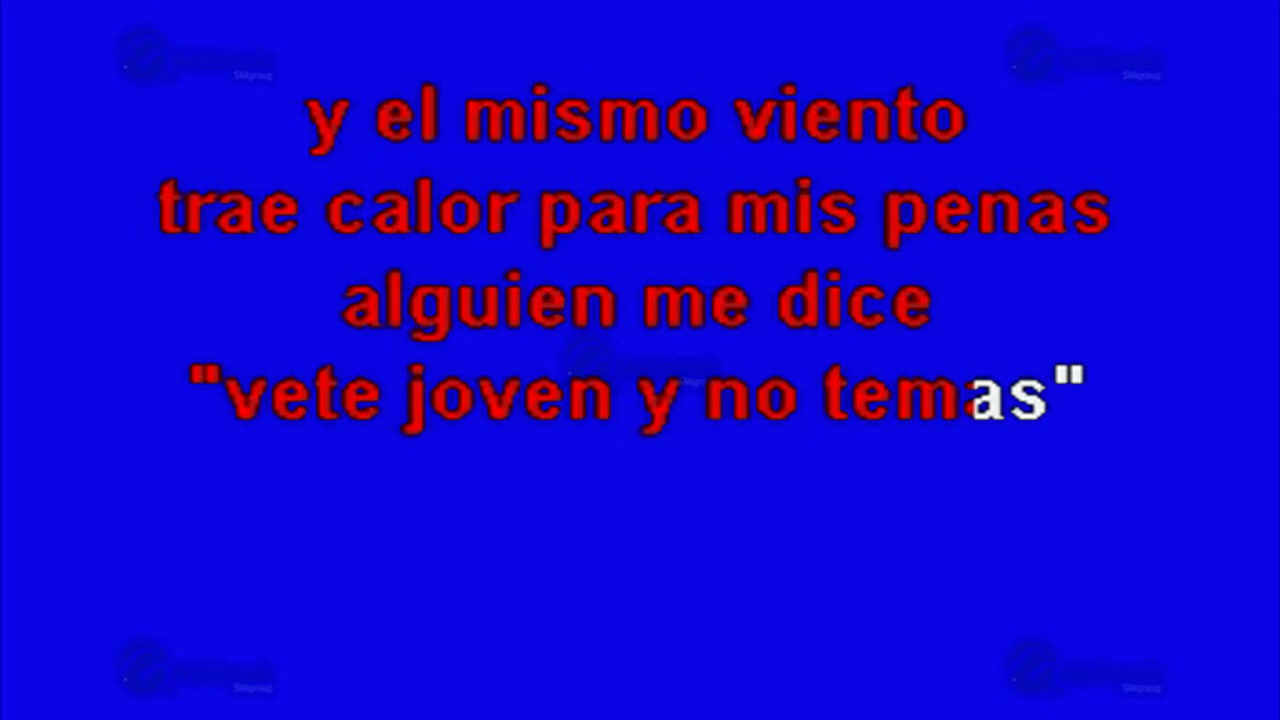 y el mismo viento
trae calor para mis penas
alguien me dice
"vete joven y no temas"